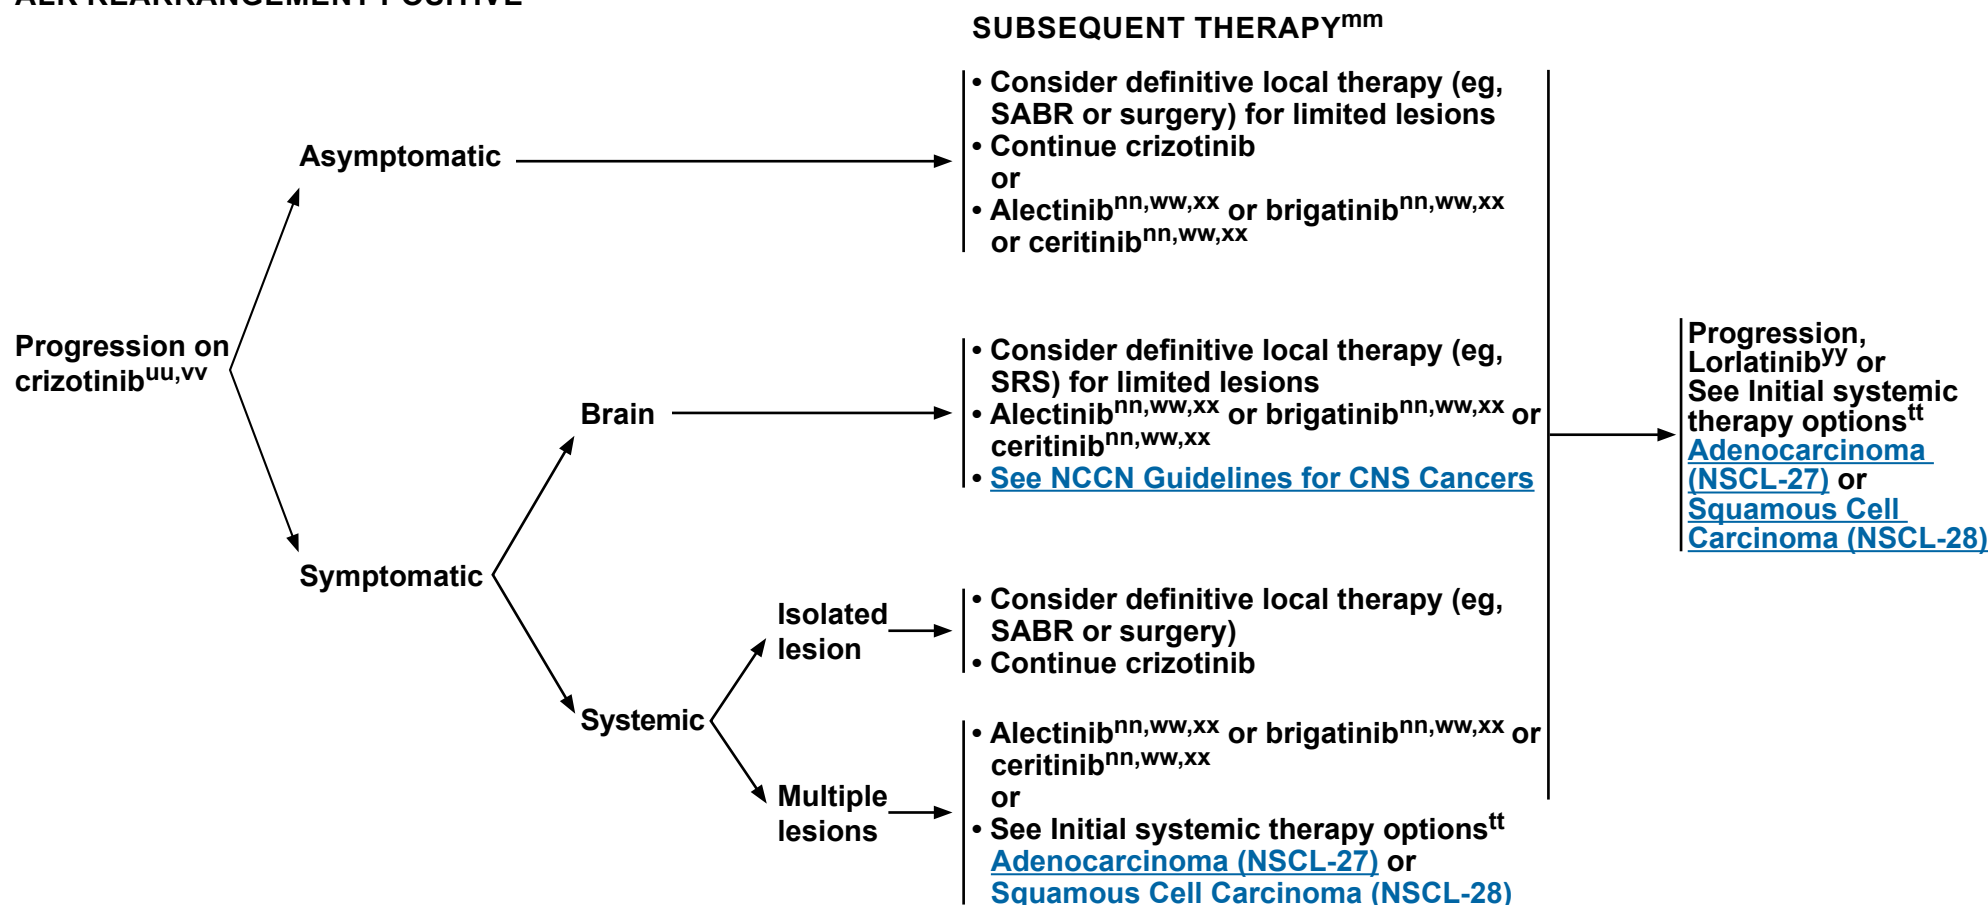 ALK REARRANGEMENT POSITIVE
SUBSEQUENT THERAPYmm
• Consider definitive local therapy (eg,
SABR or surgery) for limited lesions
• Continue crizotinib
or
• Alectinibnn,ww,xx or brigatinibnn,ww,xx
or ceritinibnn,ww,xx
Asymptomatic
Progression on
crizotinibuu,vv
Brain
• Consider definitive local therapy (eg,
SRS) for limited lesions
• Alectinibnn,ww,xx or brigatinibnn,ww,xx or
ceritinibnn,ww,xx
• See NCCN Guidelines for CNS Cancers
Symptomatic
Isolated
lesion
• Consider definitive local therapy (eg,
SABR or surgery)
• Continue crizotinib
Systemic
Multiple
lesions
• Alectinibnn,ww,xx or brigatinibnn,ww,xx or
ceritinibnn,ww,xx
or
• See Initial systemic therapy optionstt
Adenocarcinoma (NSCL-27) or
Squamous Cell Carcinoma (NSCL-28)
Progression,
Lorlatinibyy or
See Initial systemic
therapy optionstt
Adenocarcinoma
(NSCL-27) or
Squamous Cell
Carcinoma (NSCL-28)